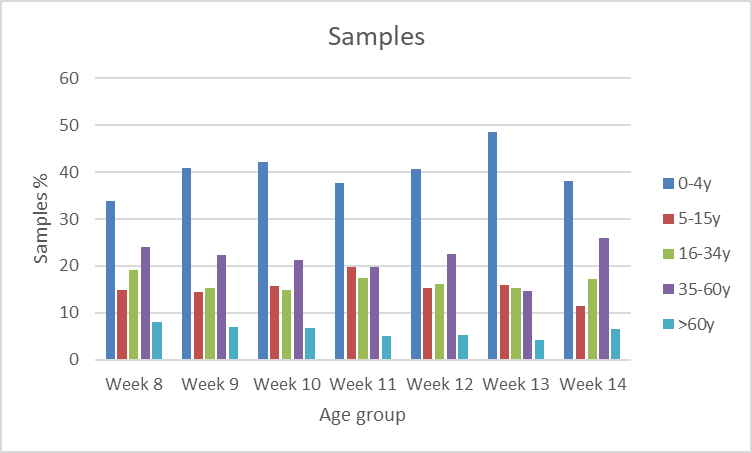 Samples
60
50
40
30
20
10
0
Samples %
Week 8 Week 9 Week 10 Week 11 Week 12 Week 13 Week 14
Age group
0-4y
5-15y
16-34y
35-60y
>60y